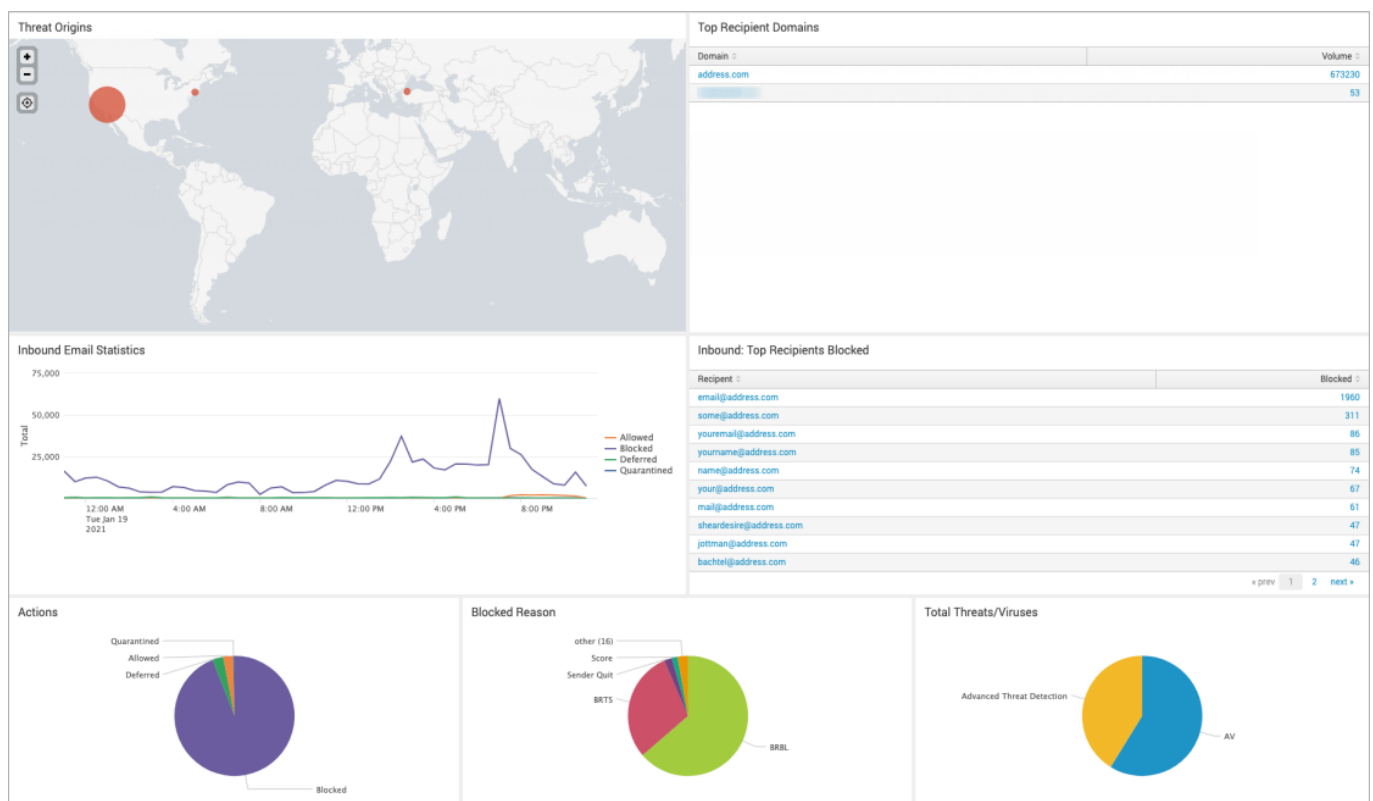 Threat Origins
+
−
Top Recipient Domains
Domain Volume
address.com 673230
53
Inbound Email Statistics
75,000
50,000
25,000
Total
12:00 AM 4:00 AM 8:00 AM 12:00 PM 4:00 PM 8:00 PM
Tue Jan 19
2021
Allowed
Blocked
Deferred
Quarantined
Inbound: Top Recipients Blocked
Recipent Blocked
email@address.com 1960
some@address.com 311
youremail@address.com 86
yourname@address.com 85
name@address.com 74
your@address.com 67
mail@address.com 61
sheardesire@address.com 47
jottman@address.com 47
bachtel@address.com 46
« prev 1 2 next »
Actions
Quarantined
Allowed
Deferred
Blocked
Blocked Reason
other (16)
Score
Sender Quit
BRTS
BRBL
Total Threats/Viruses
Advanced Threat Detection
AV